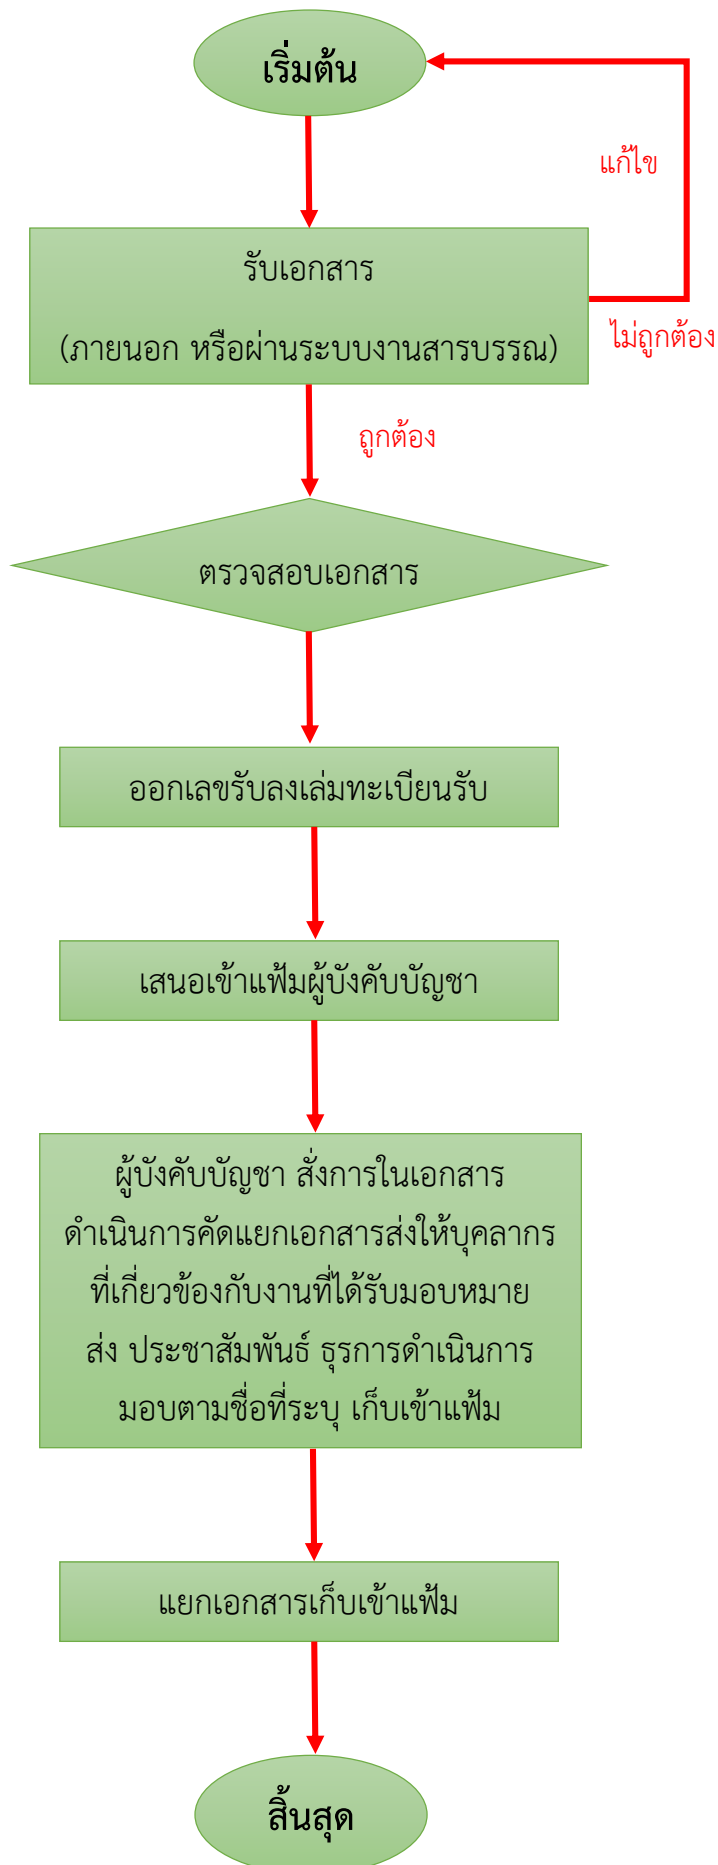 เริ่มต้น
แก้ไข
รับเอกสาร
(ภายนอก หรือผ่านระบบงานสารบรรณ)
ไม่ถูกต้อง
ถูกต้อง
ตรวจสอบเอกสาร
ออกเลขรับลงเล่มทะเบียนรับ
เสนอเข้าแฟ้มผู้บังคับบัญชา
ผู้บังคับบัญชา สั่งการในเอกสาร
ดำเนินการคัดแยกเอกสารส่งให้บุคลากร
ที่เกี่ยวข้องกับงานที่ได้รับมอบหมาย
ส่ง ประชาสัมพันธ์ ธุรการดำเนินการ
มอบตามชื่อที่ระบุ เก็บเข้าแฟ้ม
แยกเอกสารเก็บเข้าแฟ้ม
สิ้นสุด